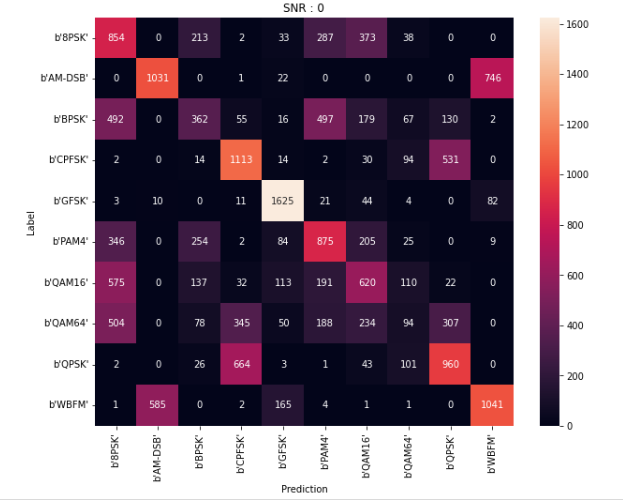 SNR : 0
b'8PSK' 854 0 213 2 33 287 373 38 0 0
b'AM-DSB' 0 1031 0 1 22 0 0 0 0 746
b'BPSK' 492 0 362 55 16 497 179 67 130 2
b'CPFSK' 2 0 14 1113 14 2 30 94 531 0
b'GFSK' 3 10 0 11 1625 21 44 4 0 82
b'PAM4' 346 0 254 2 84 875 205 25 0 9
b'QAM16' 575 0 137 32 113 191 620 110 22 0
b'QAM64' 504 0 78 345 50 188 234 94 307 0
b'QPSK' 2 0 26 664 3 1 43 101 960 0
b'WBFM' 1 585 0 2 165 4 1 1 0 1041
Label
b'8PSK' b'AM-DSB' b'BPSK' b'CPFSK' b'GFSK' b'PAM4' b'QAM16' b'QAM64' b'QPSK' b'WBFM'
Prediction
1600
1400
1200
1000
800
600
400
200
0